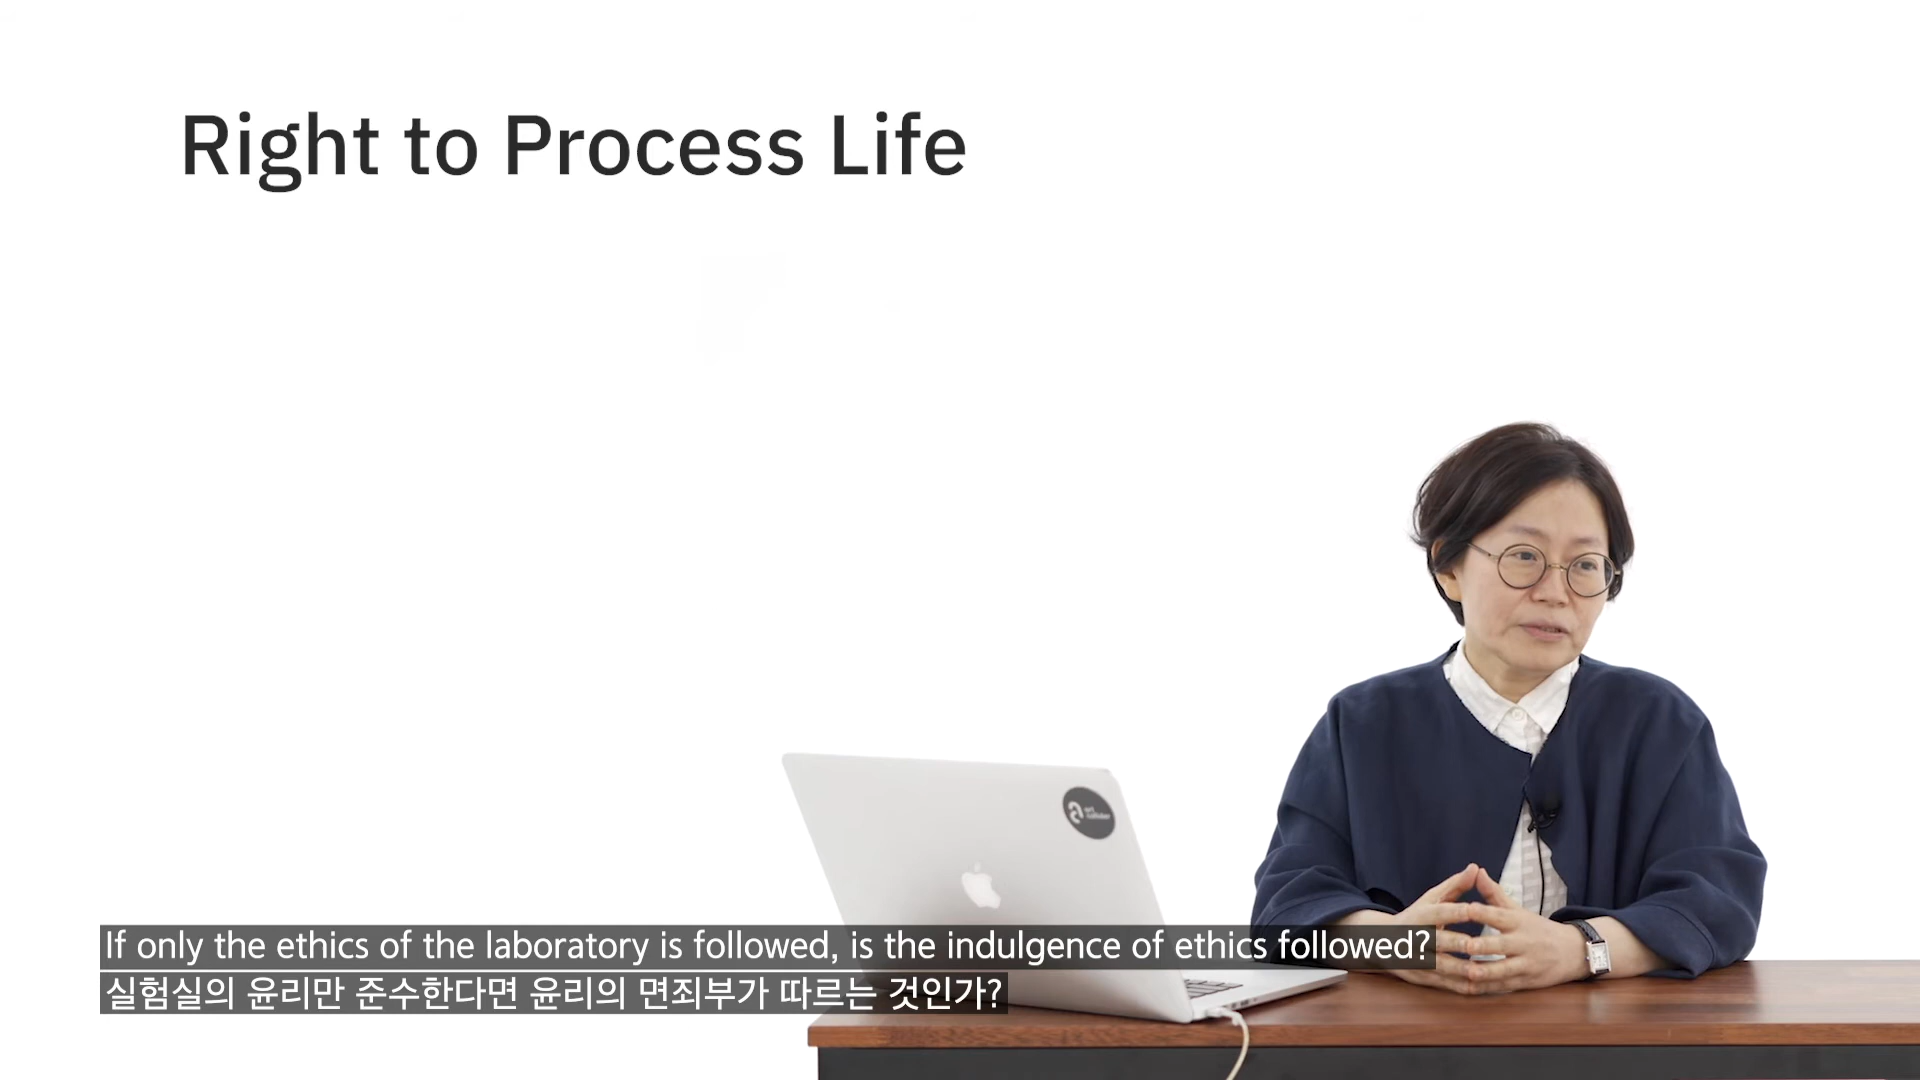 Right to Process Life
If only the ethics of the laboratory is followed, is the indulgence of ethics followed?
실험실의 윤리만 준수한다면 윤리의 면죄부가 따르는 것인가?